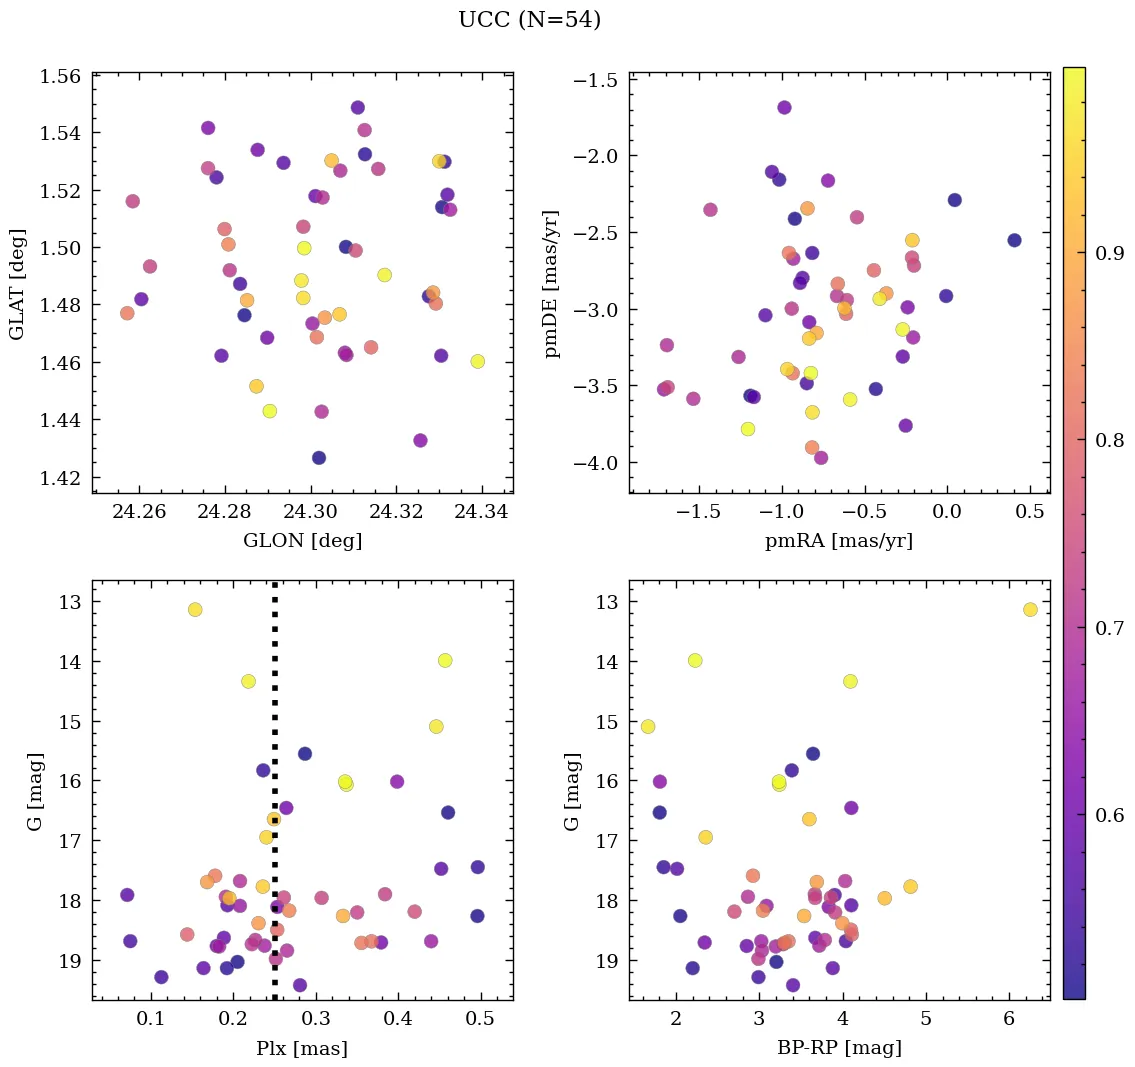 UCC (N=54)
1.56
1.54
1.52
1.50
1.48
1.46
1.44
1.42
GLAT [deg]
24.26 24.28 24.30 24.32 24.34
GLON [deg]
−1.5
−2.0
−2.5
−3.0
−3.5
−4.0
pmDE [mas/yr]
−1.5 −1.0 −0.5 0.0 0.5
pmRA [mas/yr]
0.9
0.8
0.7
0.6
13
14
15
16
17
18
19
G [mag]
0.1 0.2 0.3 0.4 0.5
Plx [mas]
13
14
15
16
17
18
19
G [mag]
2 3 4 5 6
BP-RP [mag]